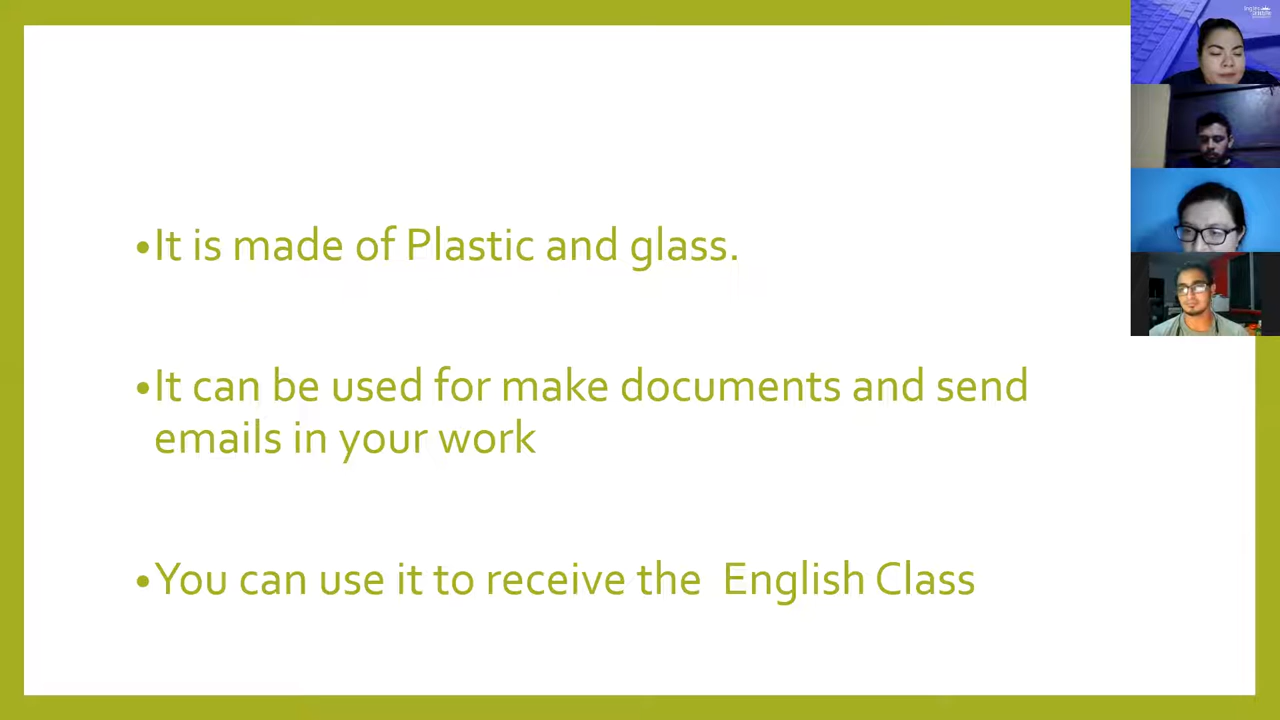 •It is made of Plastic and glass.
•It can be used for make documents and send
emails in your work
•You can use it to receive the English Class